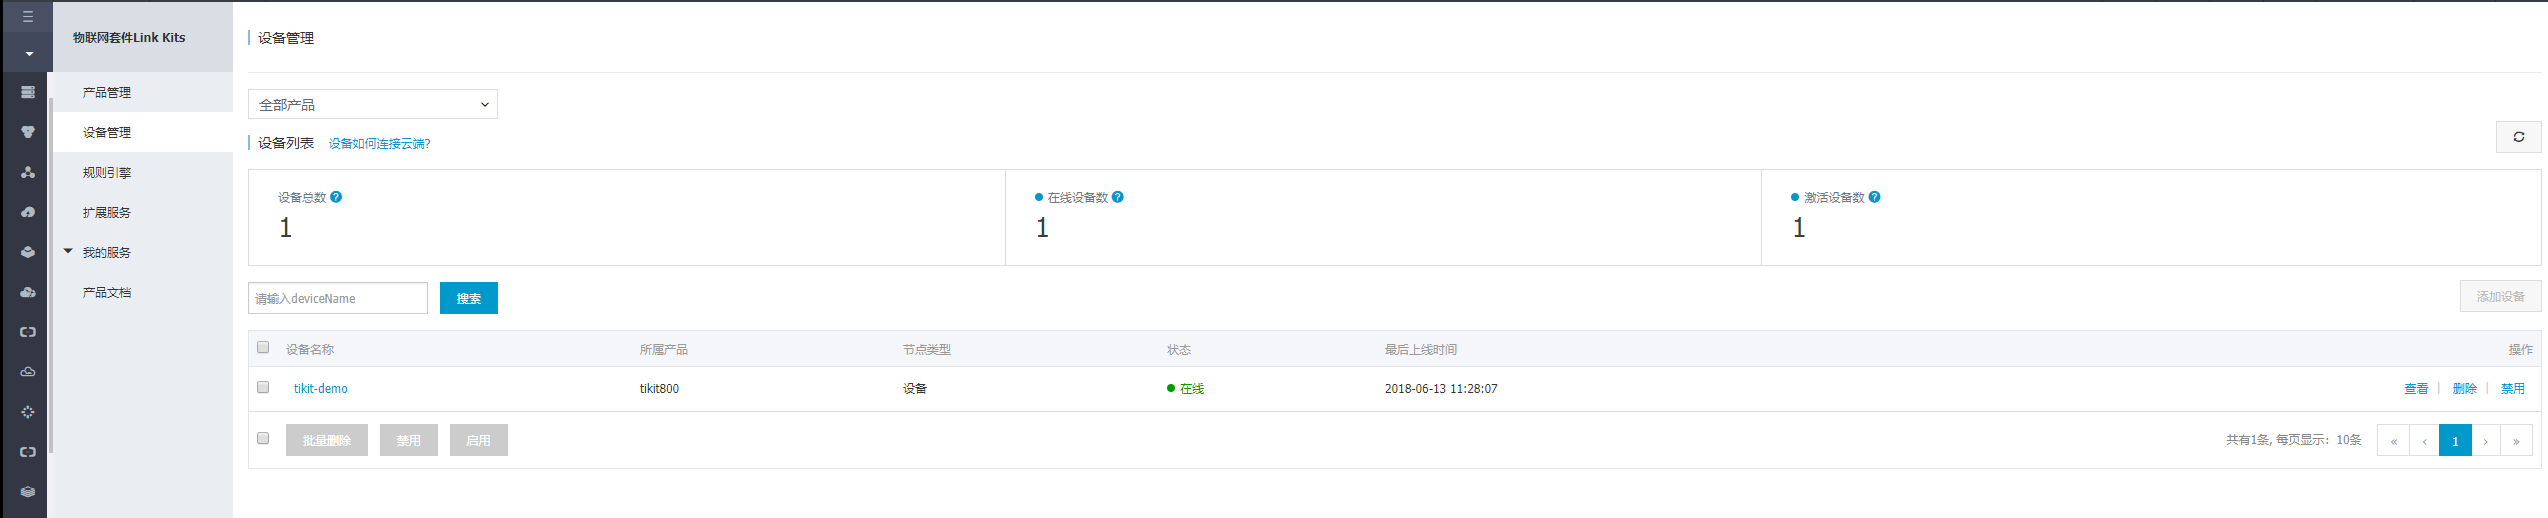 物联网套件Link Kits
产品管理
设备管理
规则引擎
扩展服务
我的服务
产品文档
设备管理
全部产品
设备列表 设备如何连接云端?
设备总数 ?
1
在线设备数 ?
1
激活设备数 ?
1
请输入deviceName 搜索 添加设备
设备名称 所属产品 节点类型 状态 最后上线时间 操作
tikit-demo tikit800 设备 在线 2018-06-13 11:28:07 查看 | 删除 | 禁用
批量删除 禁用 启用 共有1条, 每页显示: 10条 « ‹ 1 › »